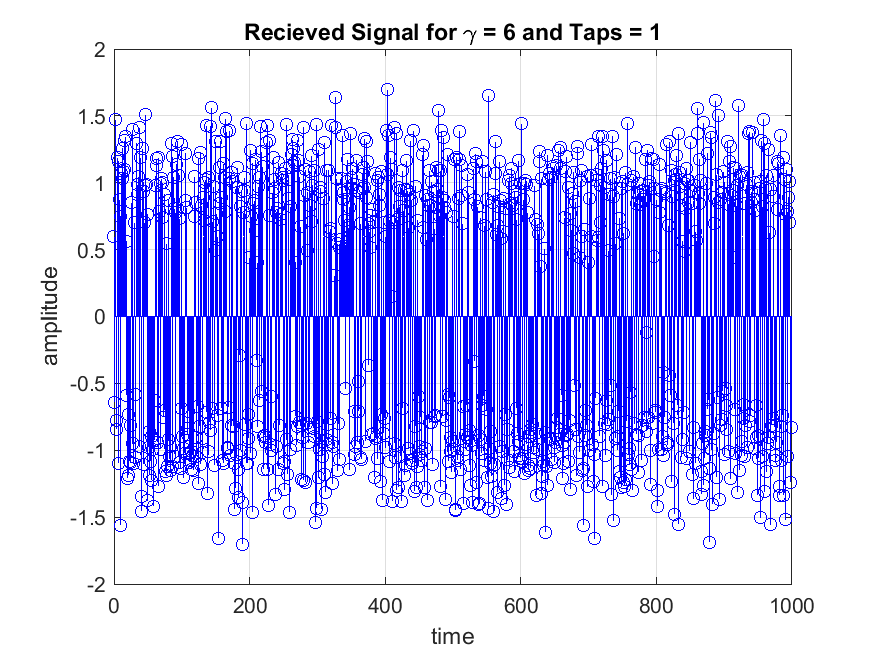 Recieved Signal for γ = 6 and Taps = 1
2
1.5
1
0.5
0
-0.5
-1
-1.5
-2
amplitude
0 200 400 600 800 1000
time